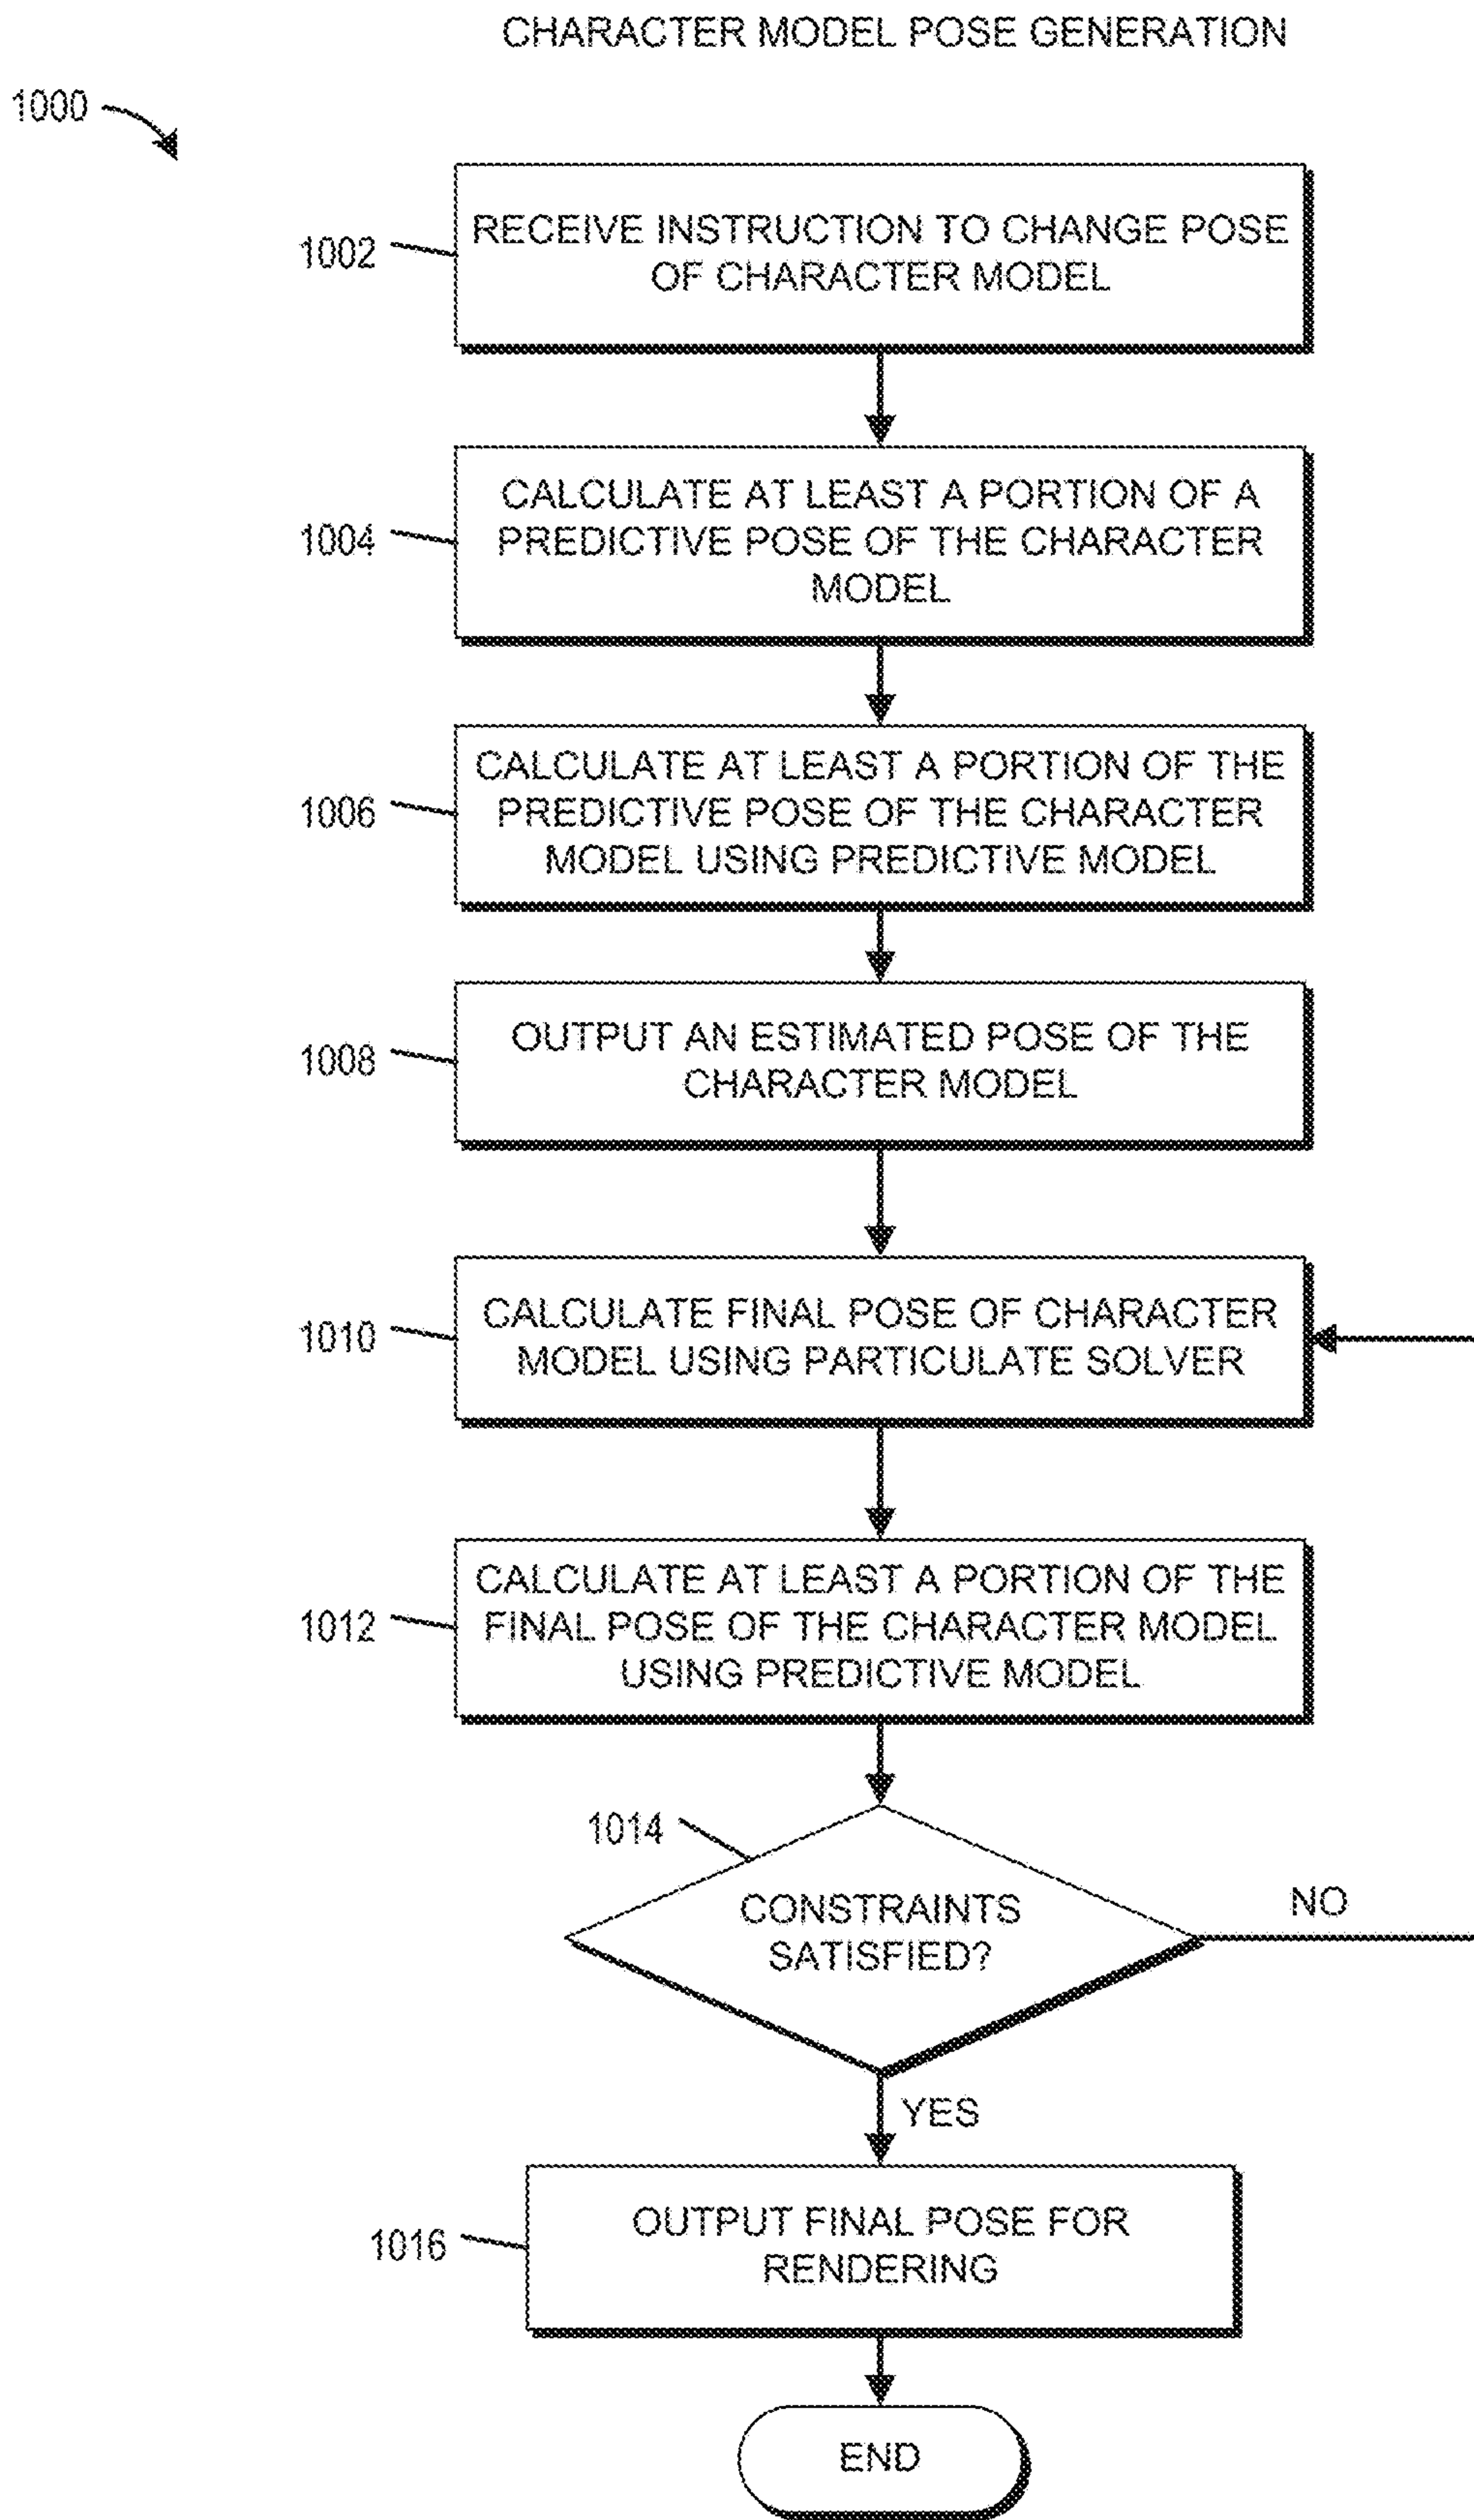 CHARACTER MODEL POSE GENERATION
1000
1002
RECEIVE INSTRUCTION TO CHANGE POSE
OF CHARACTER MODEL
1004
CALCULATE AT LEAST A PORTION OF A
PREDICTIVE POSE OF THE CHARACTER
MODEL
1006
CALCULATE AT LEAST A PORTION OF THE
PREDICTIVE POSE OF THE CHARACTER
MODEL USING PREDICTIVE MODEL
1008
OUTPUT AN ESTIMATED POSE OF THE
CHARACTER MODEL
1010
CALCULATE FINAL POSE OF CHARACTER
MODEL USING PARTICULATE SOLVER
1012
CALCULATE AT LEAST A PORTION OF THE
FINAL POSE OF THE CHARACTER MODEL
USING PREDICTIVE MODEL
1014
CONSTRAINTS
SATISFIED?
NO
YES
1016
OUTPUT FINAL POSE FOR
RENDERING
END